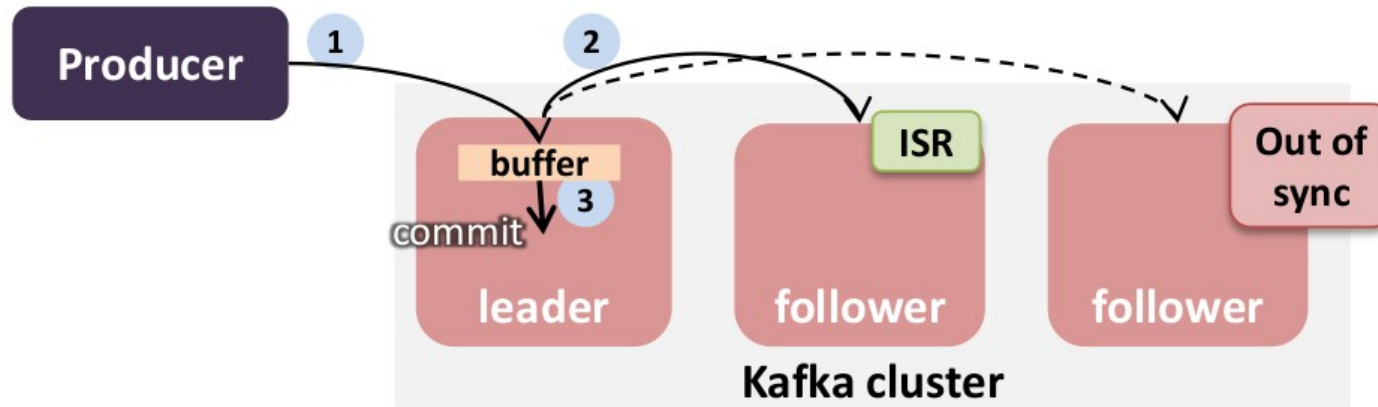 Producer
1
2
buffer
3
commit
leader
ISR
follower
Out of
sync
follower
Kafka cluster